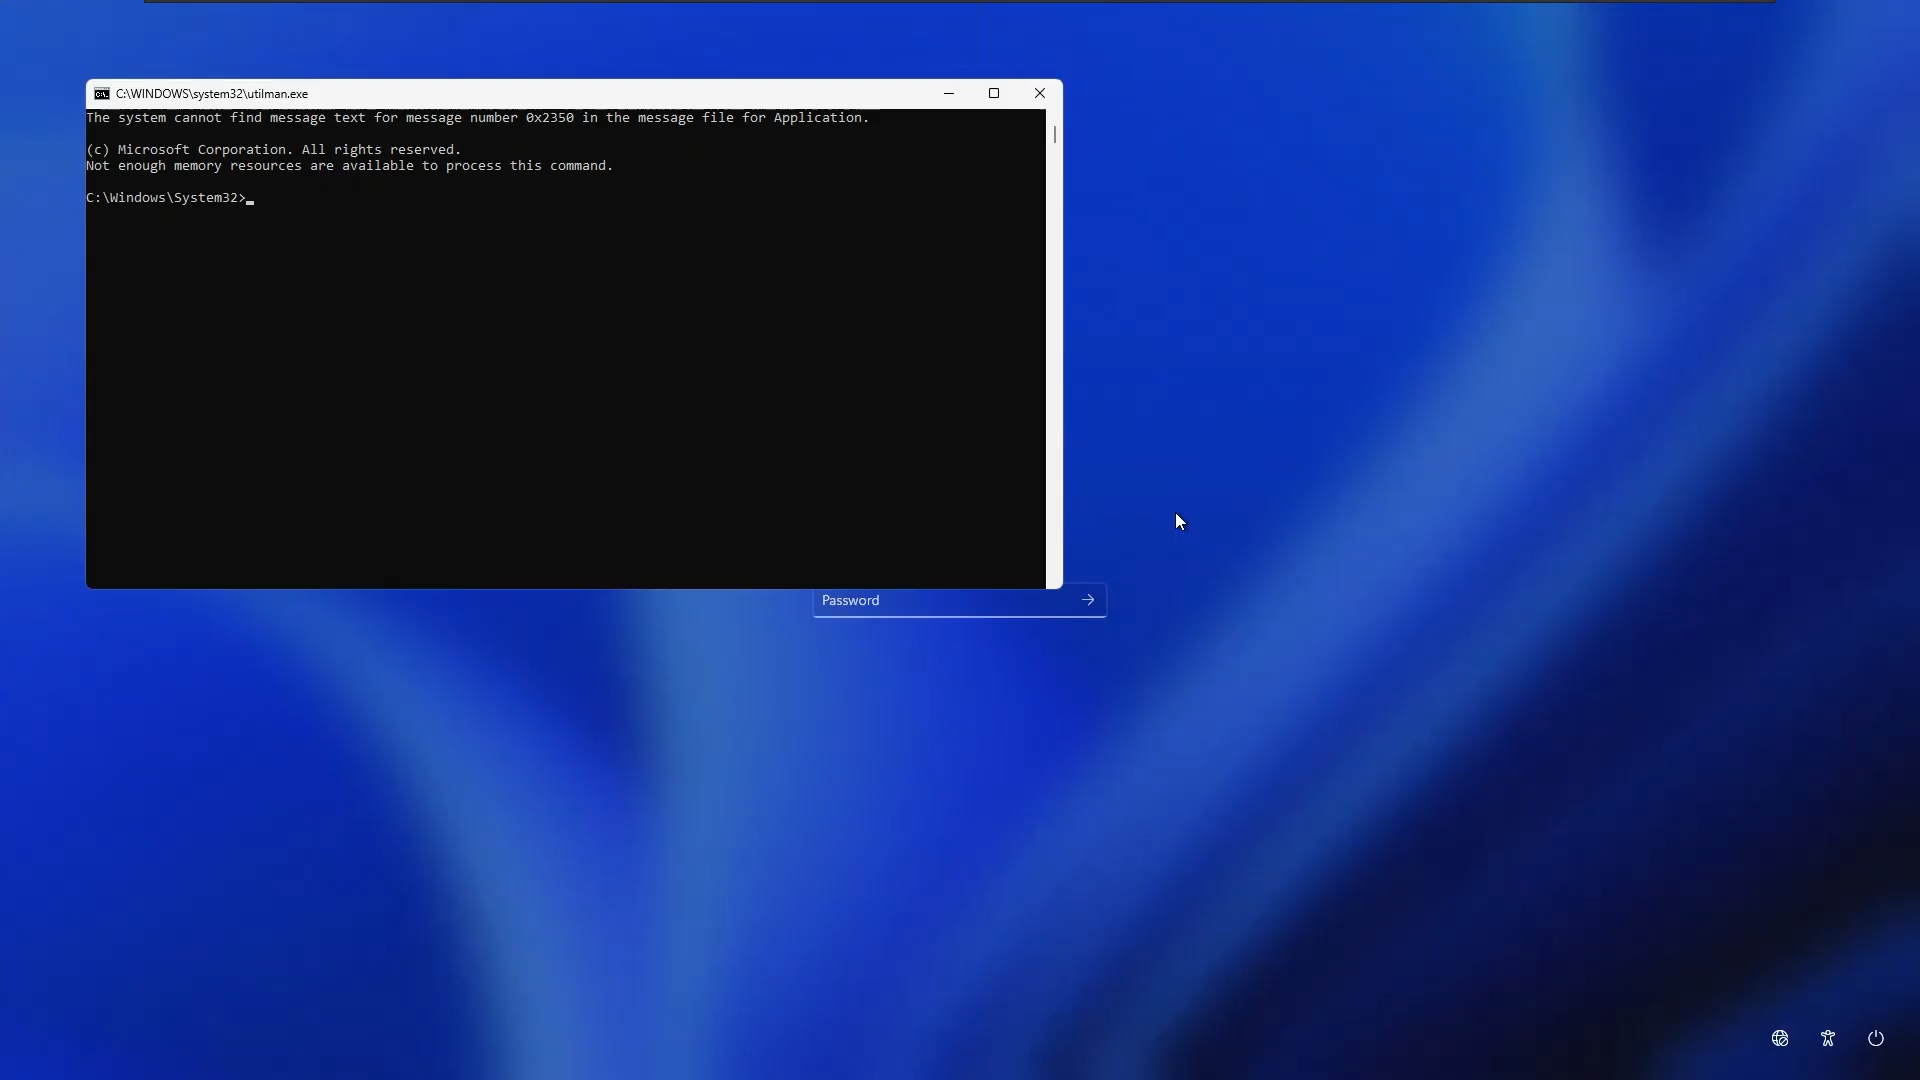 C:\WINDOWS\system32\utilman.exe
The system cannot find message text for message number 0x2350 in the message file for Application.
(c) Microsoft Corporation. All rights reserved.
Not enough memory resources are available to process this command.
C:\Windows\System32>
Password